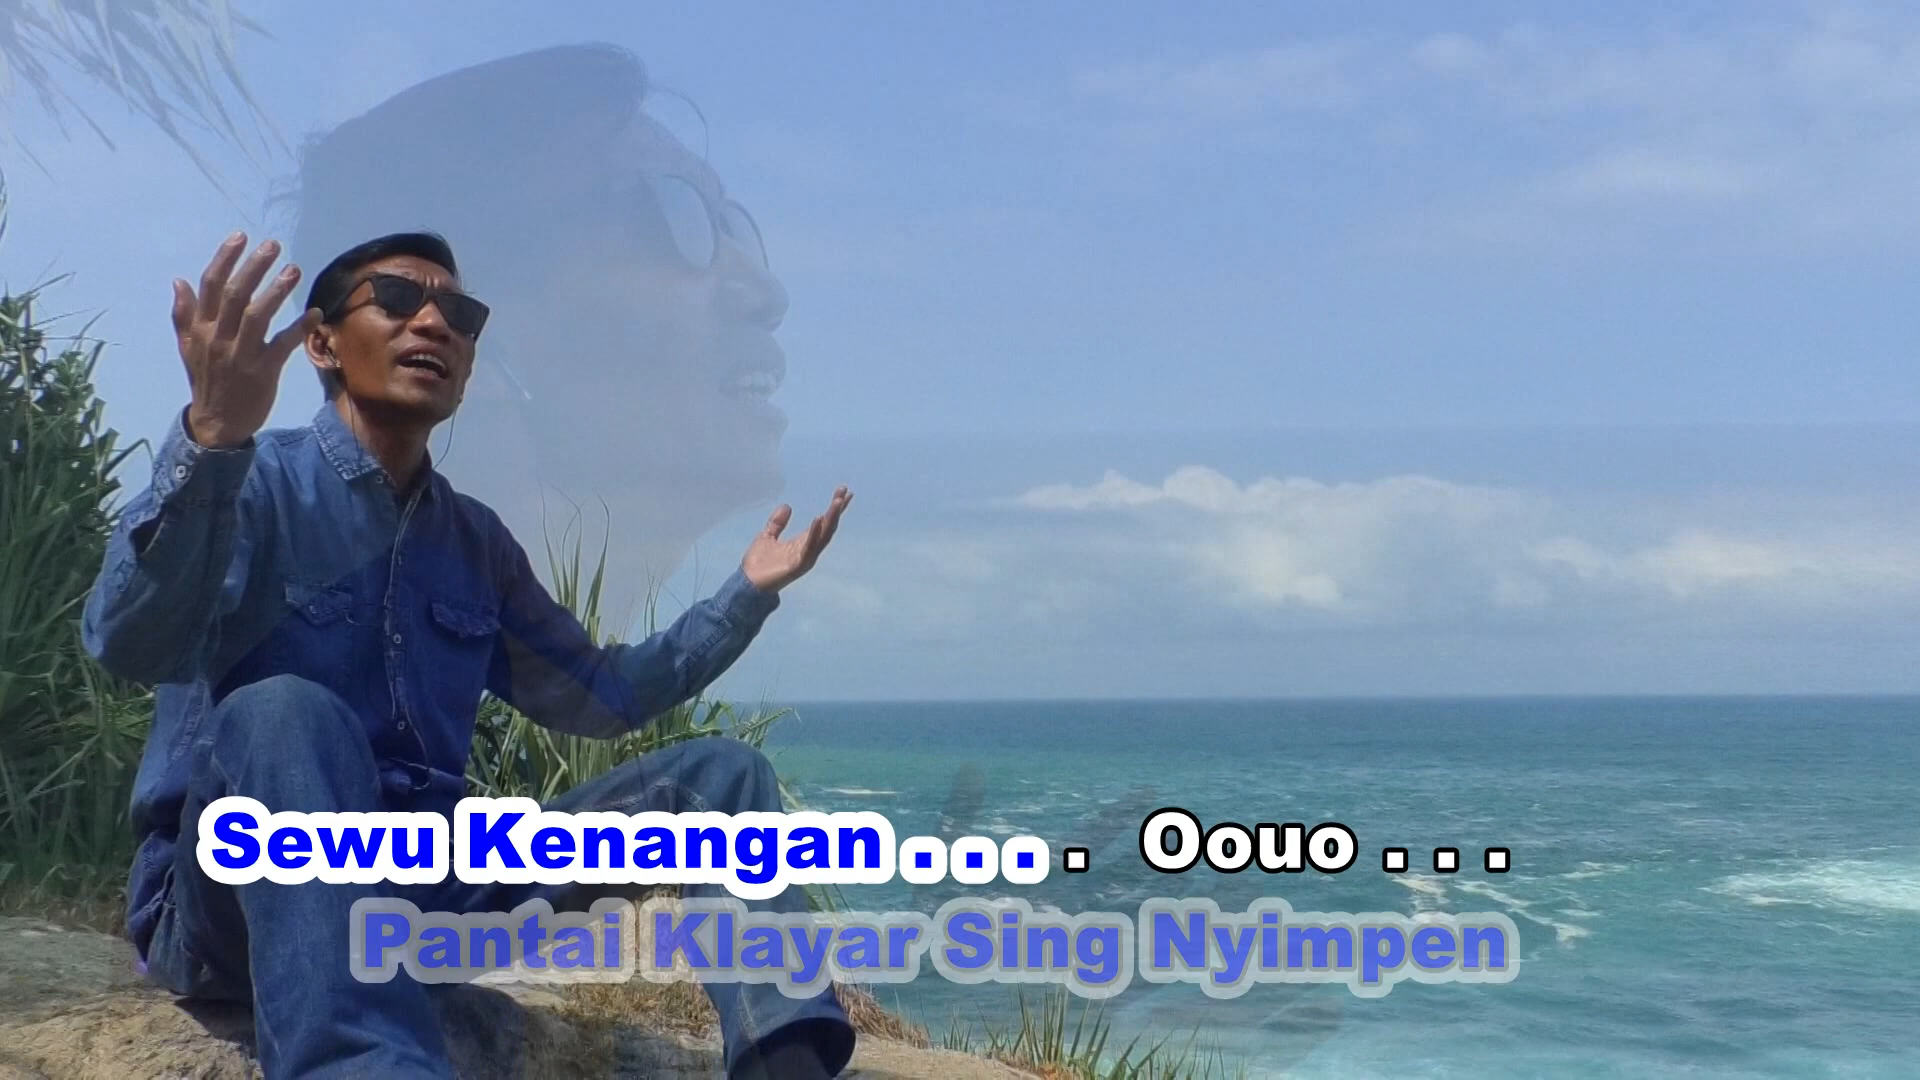 Sewu Kenangan . . . . Oouo . . .
Pantai Klayar Sing Nyimpen